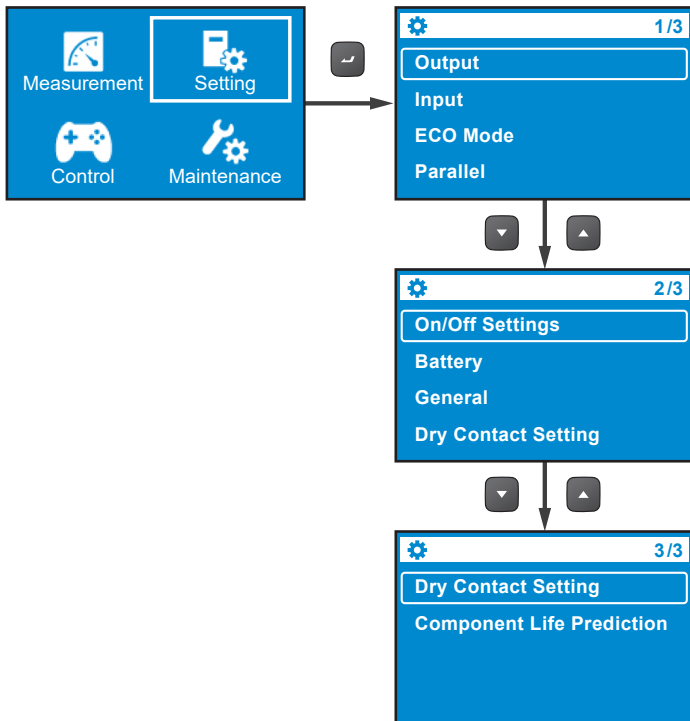 Measurement
Setting
Control
Maintenance
1/3
Output
Input
ECO Mode
Parallel
2/3
On/Off Settings
Battery
General
Dry Contact Setting
3/3
Dry Contact Setting
Component Life Prediction